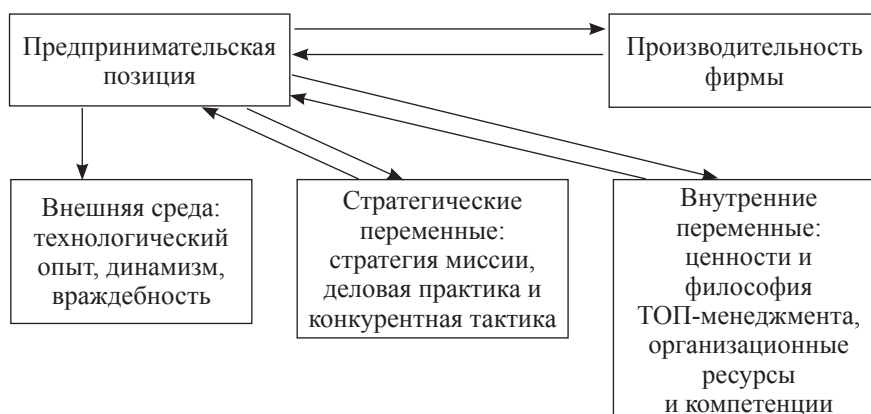 Предпринимательская
позиция
Производительность
фирмы
Внешняя среда:
технологический
опыт, динамизм,
враждебность
Стратегические
переменные:
стратегия миссии,
деловая практика и
конкурентная тактика
Внутренние
переменные:
ценности и
философия
ТОП-менеджмента,
организационные
ресурсы
и компетенции